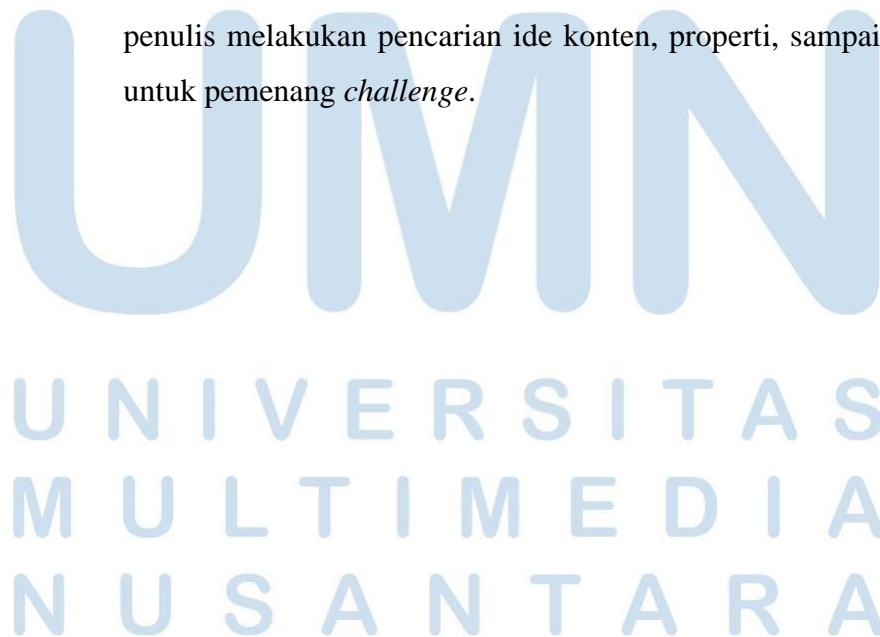 penulis melakukan pencarian ide konten, properti, sampai
untuk pemenang challenge.
UMN
UNIVERSITAS
MULTIMEDIA
NUSANTARA